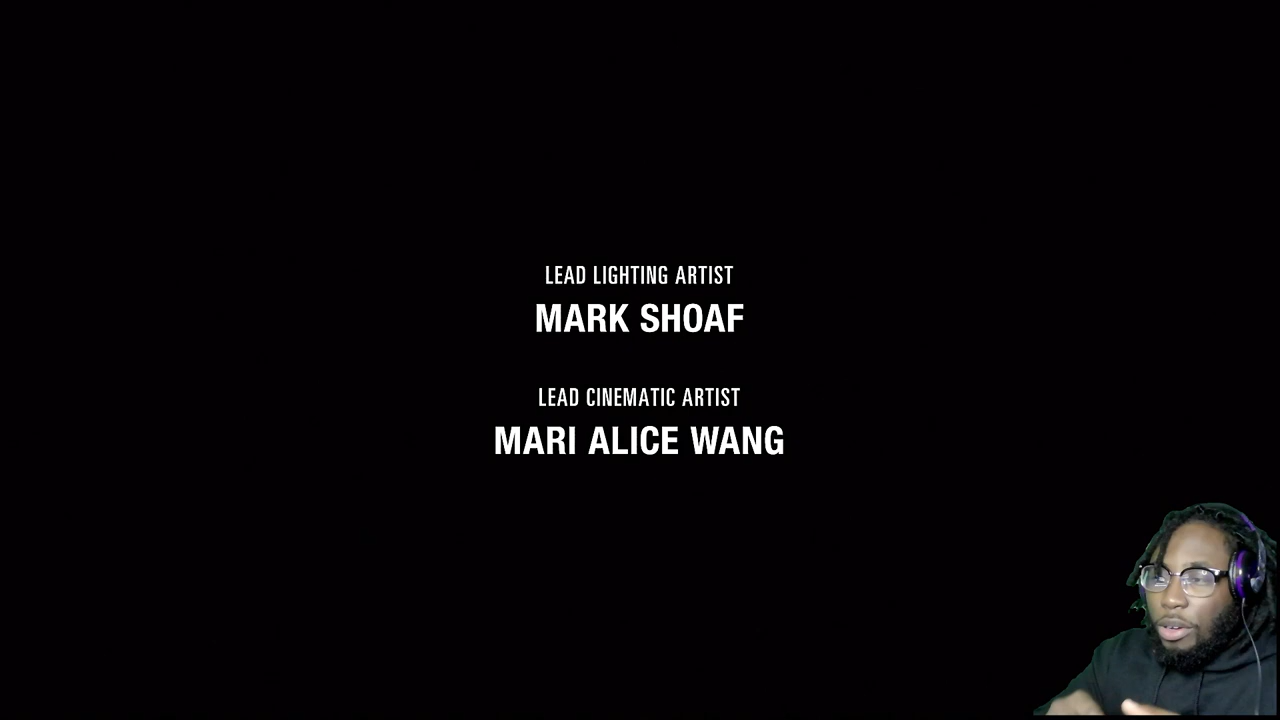 LEAD LIGHTING ARTIST
MARK SHOAF
LEAD CINEMATIC ARTIST
MARI ALICE WANG